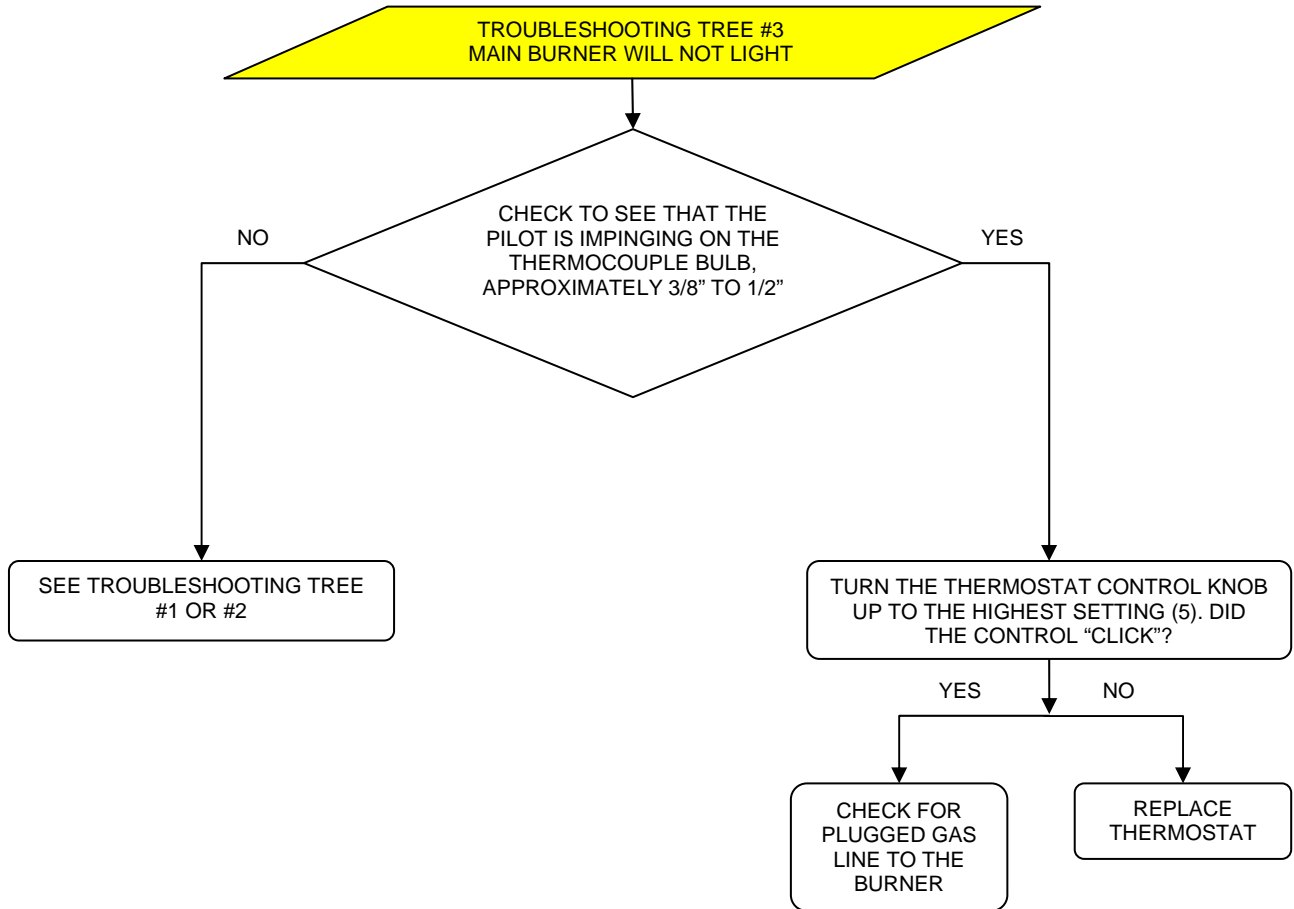 TROUBLESHOOTING TREE #3
MAIN BURNER WILL NOT LIGHT
CHECK TO SEE THAT THE
PILOT IS IMPINGING ON THE
THERMOCOUPLE BULB,
APPROXIMATELY 3/8” TO 1/2”
NO
YES
SEE TROUBLESHOOTING TREE
#1 OR #2
TURN THE THERMOSTAT CONTROL KNOB
UP TO THE HIGHEST SETTING (5). DID
THE CONTROL “CLICK”?
YES
NO
CHECK FOR
PLUGGED GAS
LINE TO THE
BURNER
REPLACE
THERMOSTAT